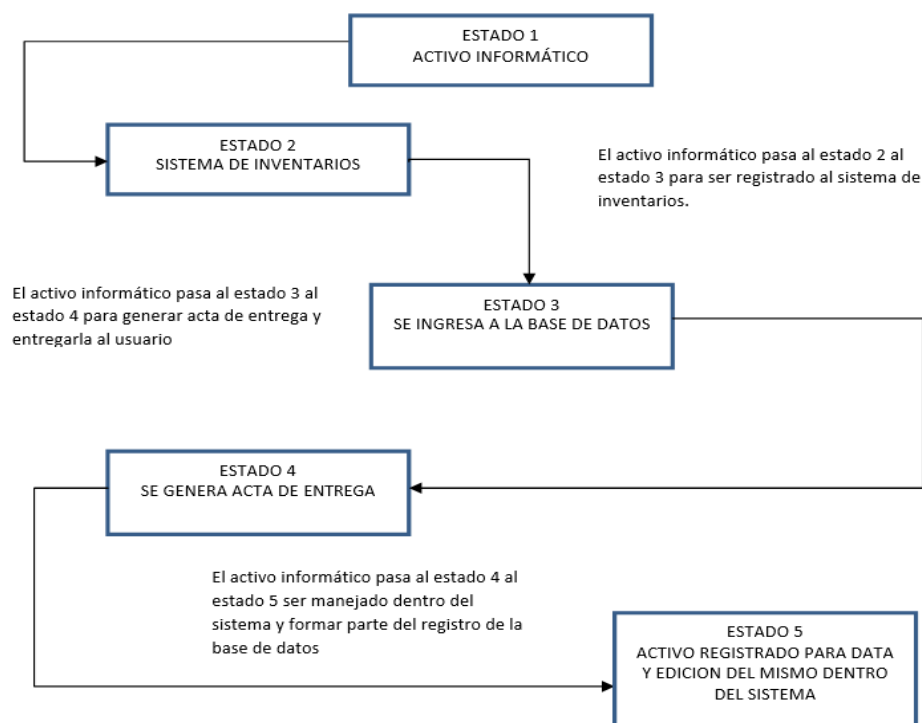 ESTADO 1
ACTIVO INFORMÁTICO
ESTADO 2
SISTEMA DE INVENTARIOS
El activo informático pasa al estado 2 al
estado 3 para ser registrado al sistema de
inventarios.
El activo informático pasa al estado 3 al
estado 4 para generar acta de entrega y
entregarla al usuario
ESTADO 3
SE INGRESA A LA BASE DE DATOS
ESTADO 4
SE GENERA ACTA DE ENTREGA
El activo informático pasa al estado 4 al
estado 5 ser manejado dentro del
sistema y formar parte del registro de la
base de datos
ESTADO 5
ACTIVO REGISTRADO PARA DATA
Y EDICION DEL MISMO DENTRO
DEL SISTEMA